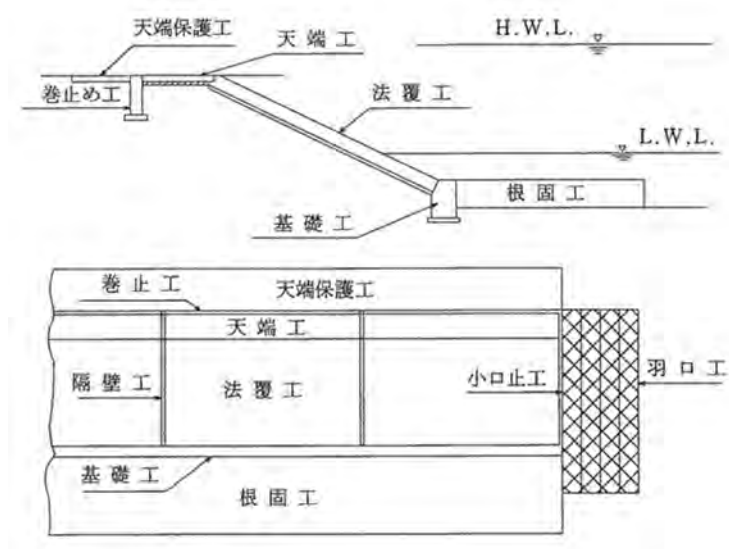 天端保護工
天端工
H.W.L.
巻止め工
法覆工
L.W.L.
根固工
基礎工
巻止工
天端保護工
天端工
隔壁工
法覆工
小口止工
羽口工
基礎工
根固工